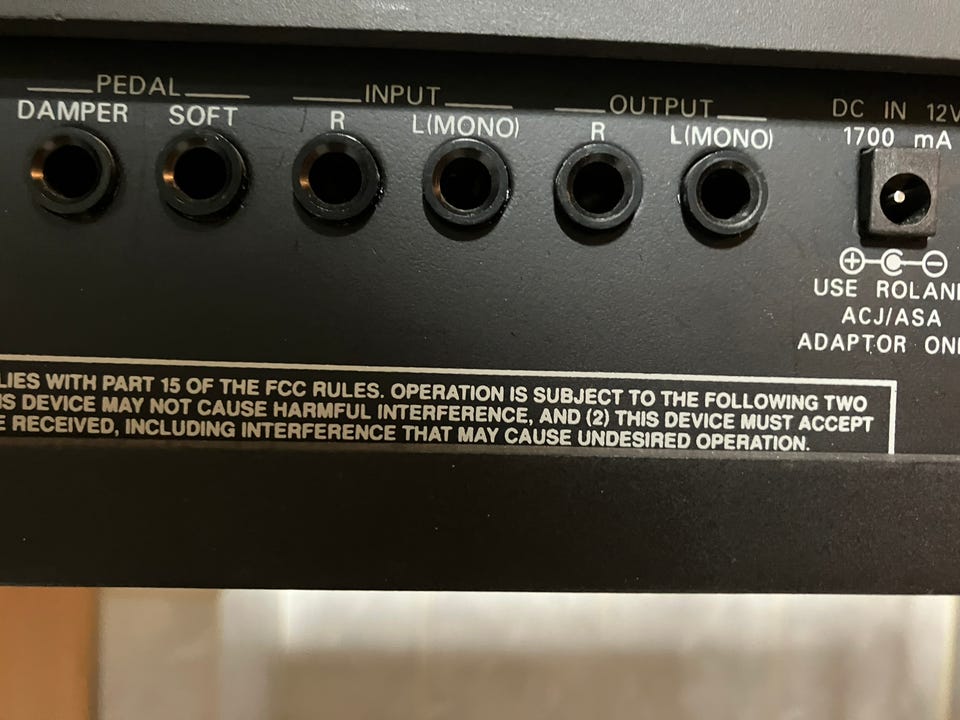 PEDAL INPUT OUTPUT DC IN 12V
DAMPER SOFT R L(MONO) R L(MONO) 1700 mA
+ −
USE ROLAN
ACJ/ASA
ADAPTOR ON
LIES WITH PART 15 OF THE FCC RULES. OPERATION IS SUBJECT TO THE FOLLOWING TWO
IS DEVICE MAY NOT CAUSE HARMFUL INTERFERENCE, AND (2) THIS DEVICE MUST ACCEPT
E RECEIVED, INCLUDING INTERFERENCE THAT MAY CAUSE UNDESIRED OPERATION.